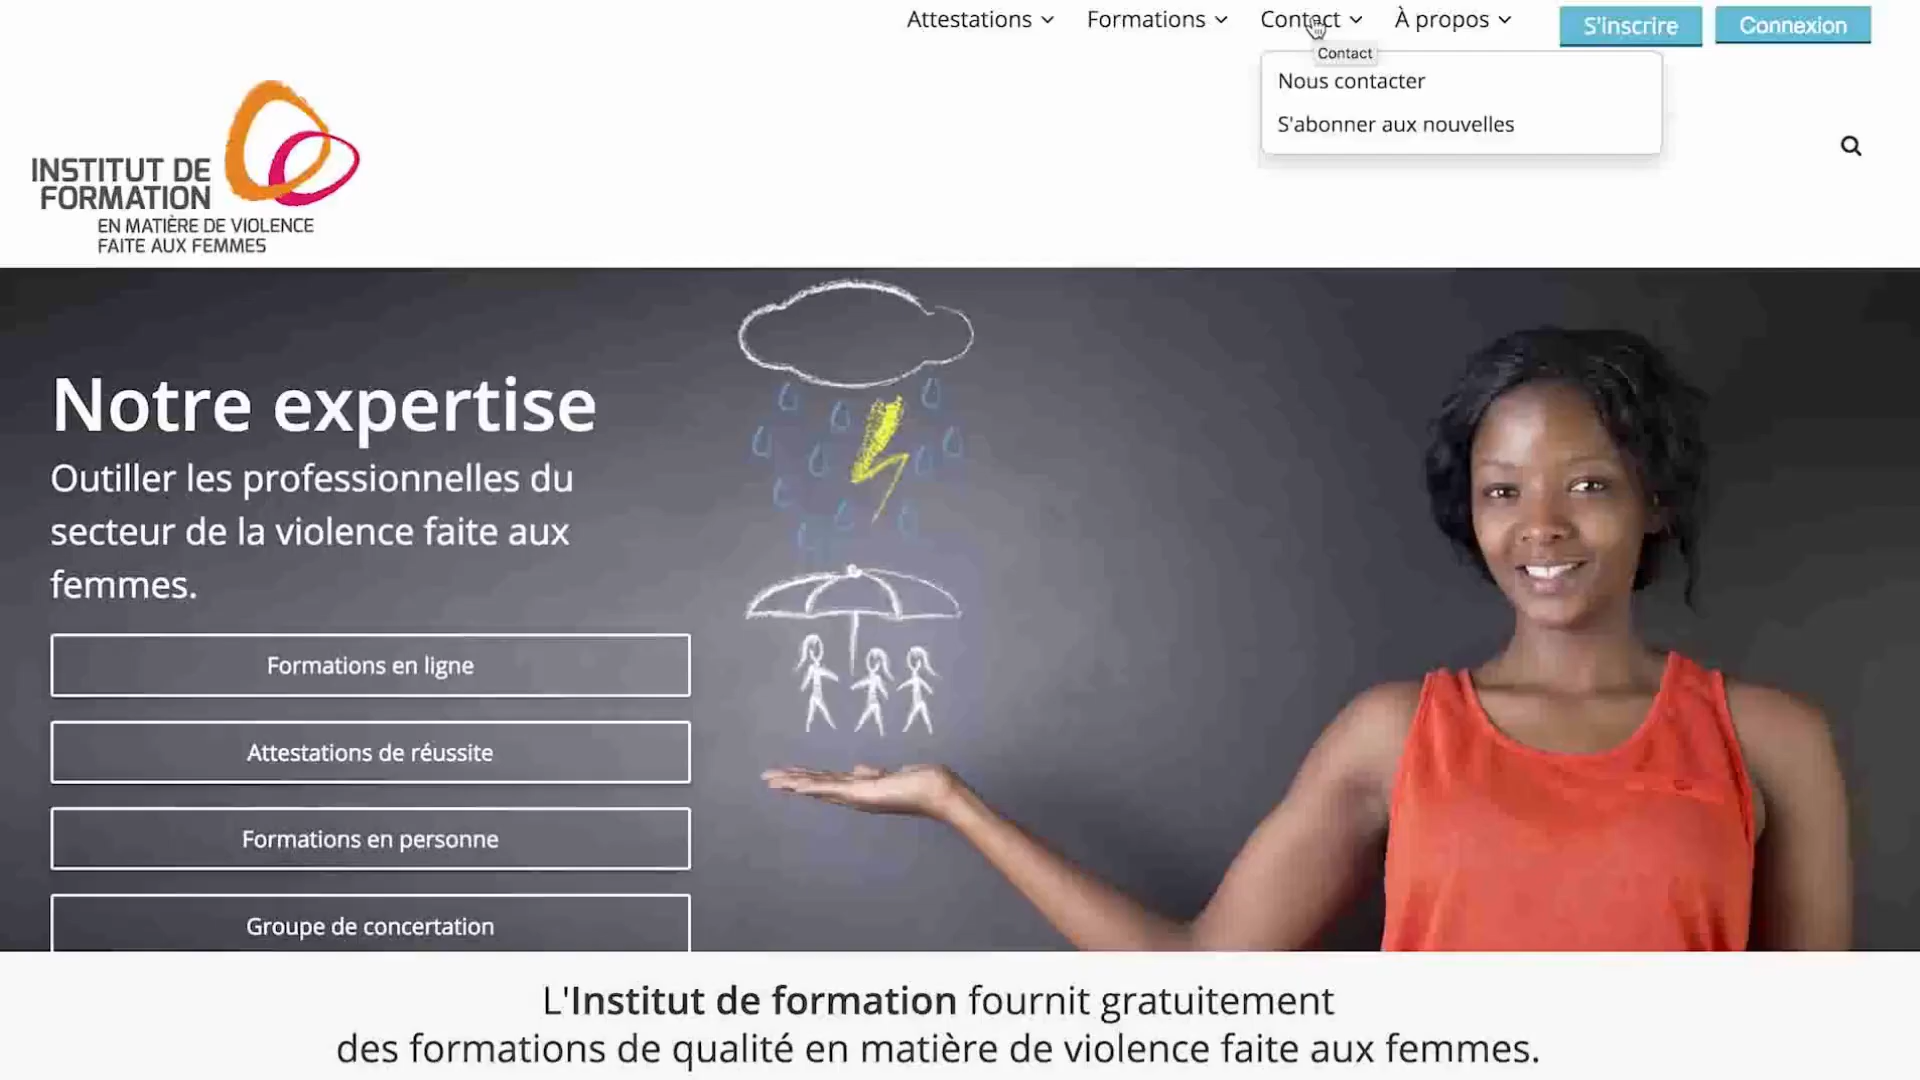 Attestations
Formations
Contact
À propos
S'inscrire
Connexion
Contact
Nous contacter
S'abonner aux nouvelles
INSTITUT DE
FORMATION
EN MATIÈRE DE VIOLENCE
FAITE AUX FEMMES
Notre expertise
Outiller les professionnelles du
secteur de la violence faite aux
femmes.
Formations en ligne
Attestations de réussite
Formations en personne
Groupe de concertation
L'Institut de formation fournit gratuitement
des formations de qualité en matière de violence faite aux femmes.